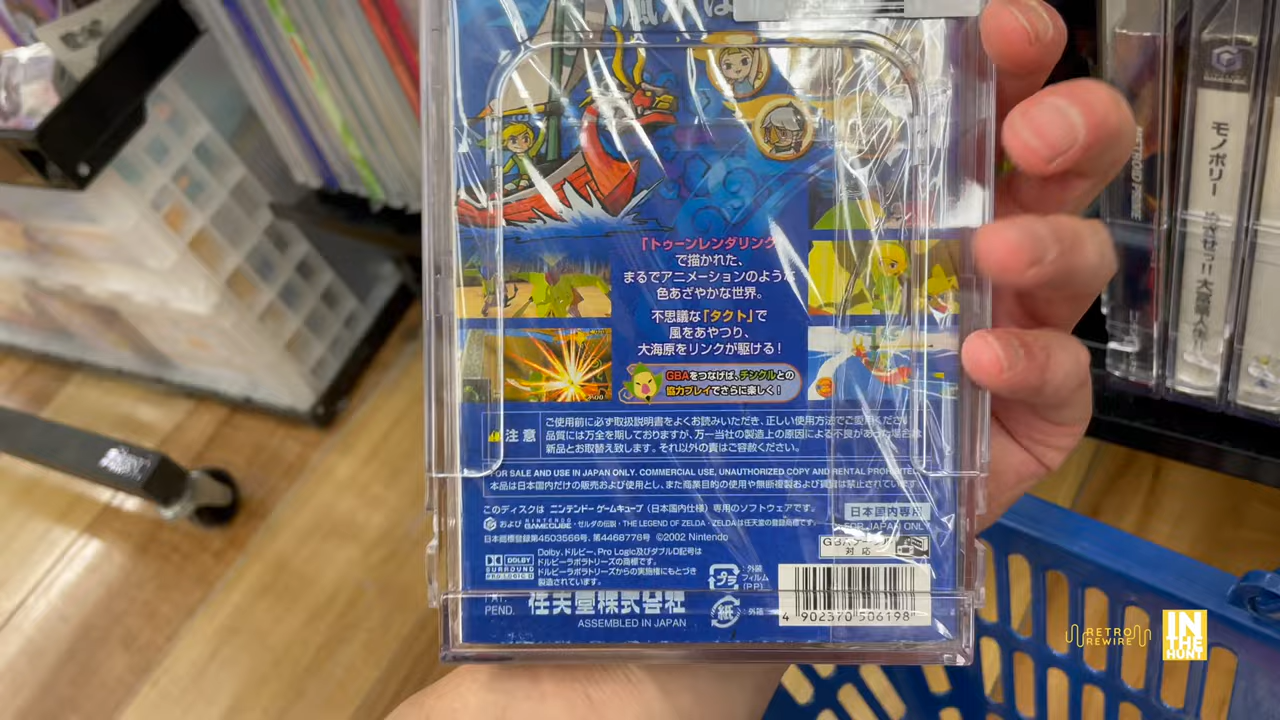 「トゥーンレンダリング
で描かれた、
まるでアニメーションのような
色あざやかな世界。
不思議な「タクト」で
風をあやつり、
大海原をリンクが駆ける！
GBAをつなげば、チンクルとの
協力プレイでさらに楽しく！
注意
ご使用前に必ず取扱説明書をよくお読みいただき、正しい使用方法でご愛用ください。
品質には万全を期しておりますが、万一当社の製造上の原因による不良があった場合は
新品とお取替え致します。それ以外の責はご容赦ください。
FOR SALE AND USE IN JAPAN ONLY. COMMERCIAL USE, UNAUTHORIZED COPY AND RENTAL PROHIBITED.
本品は日本国内だけの販売および使用とし、また商業目的の使用や無断複製および賃貸は禁止されています。
このディスクは ニンテンドー ゲームキューブ（日本国内仕様）専用のソフトウェアです。
および NINTENDO GAMECUBE・ゼルダの伝説・THE LEGEND OF ZELDA・ZELDAは任天堂の登録商標です。
日本商標登録第4503566号、第4468776号 ©2002 Nintendo
日本国内専用
FOR JAPAN ONLY
GBAケーブル
対応
DOLBY
SURROUND
PRO LOGIC II
Dolby、ドルビー、Pro Logic及びダブルD記号は
ドルビーラボラトリーズの商標です。
ドルビーラボラトリーズからの実施権にもとづき
製造されています。
プラ
：外装
フィルム
(PP)
紙
：外装
PAT.
PEND.
任天堂株式会社
ASSEMBLED IN JAPAN
4 902370 506198
METROID PRIME
モノポリー
めざせっ!!大富豪人生!!
RETRO
REWIRE
IN
THE
HUNT